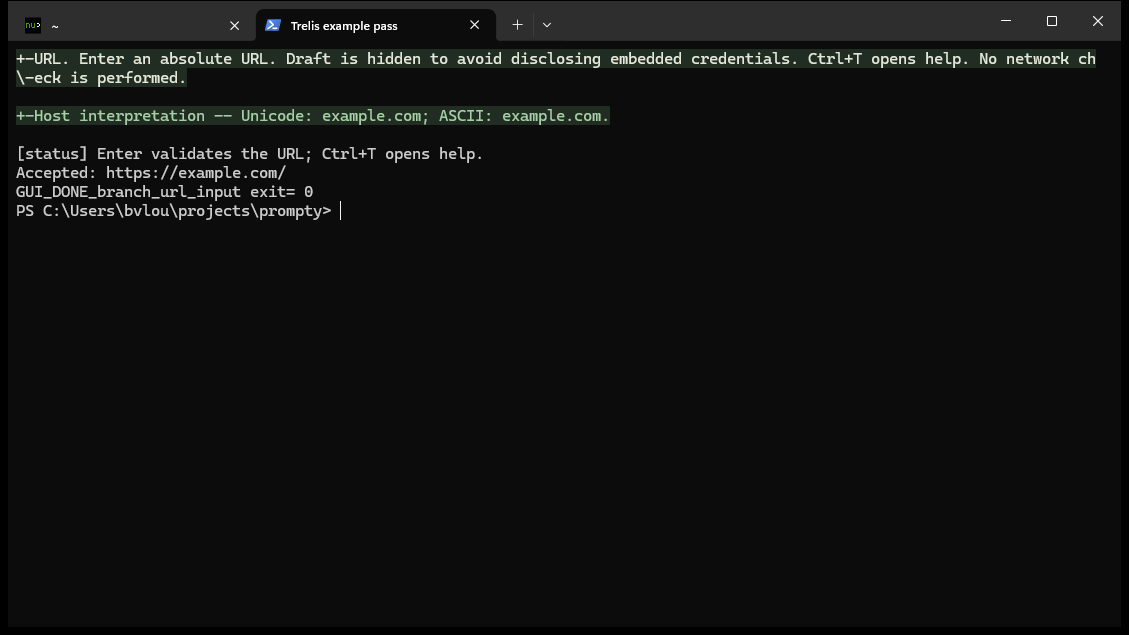 nu> ~
Trelis example pass
+-URL. Enter an absolute URL. Draft is hidden to avoid disclosing embedded credentials. Ctrl+T opens help. No network ch
\-eck is performed.
+-Host interpretation -- Unicode: example.com; ASCII: example.com.
[status] Enter validates the URL; Ctrl+T opens help.
Accepted: https://example.com/
GUI_DONE_branch_url_input exit= 0
PS C:\Users\bvlou\projects\prompty>